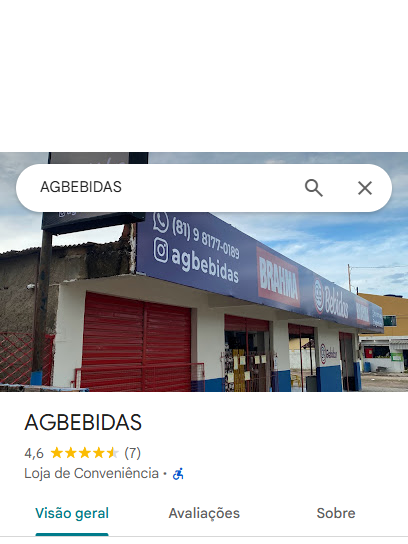 AGBEBIDAS
(81) 9 8177-0189
agbebidas
BRAHMA
Bebidas
AGBEBIDAS
4,6 (7)
Loja de Conveniência ·
Visão geral
Avaliações
Sobre